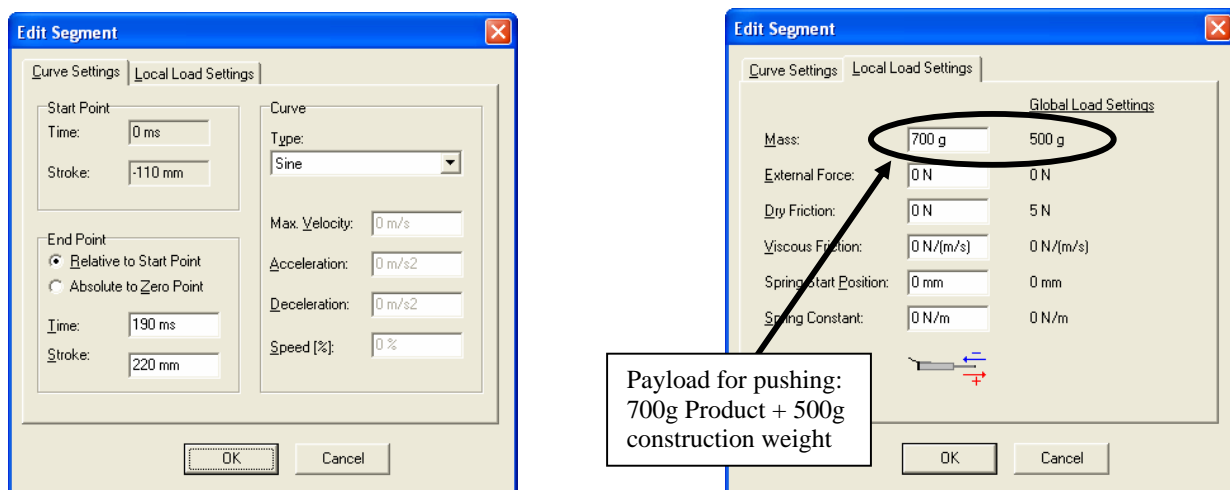 Edit Segment
Curve Settings Local Load Settings
Start Point
Time: 0 ms
Stroke: -110 mm
End Point
Relative to Start Point
Absolute to Zero Point
Time: 190 ms
Stroke: 220 mm
Curve
Type:
Sine
Max. Velocity: 0 m/s
Acceleration: 0 m/s2
Deceleration: 0 m/s2
Speed [%]: 0 %
OK Cancel
Edit Segment
Curve Settings Local Load Settings
Global Load Settings
Mass: 700 g 500 g
External Force: 0 N 0 N
Dry Friction: 0 N 5 N
Viscous Friction: 0 N/(m/s) 0 N/(m/s)
Spring Start Position: 0 mm 0 mm
Spring Constant: 0 N/m 0 N/m
- +
Payload for pushing:
700g Product + 500g
construction weight
OK Cancel